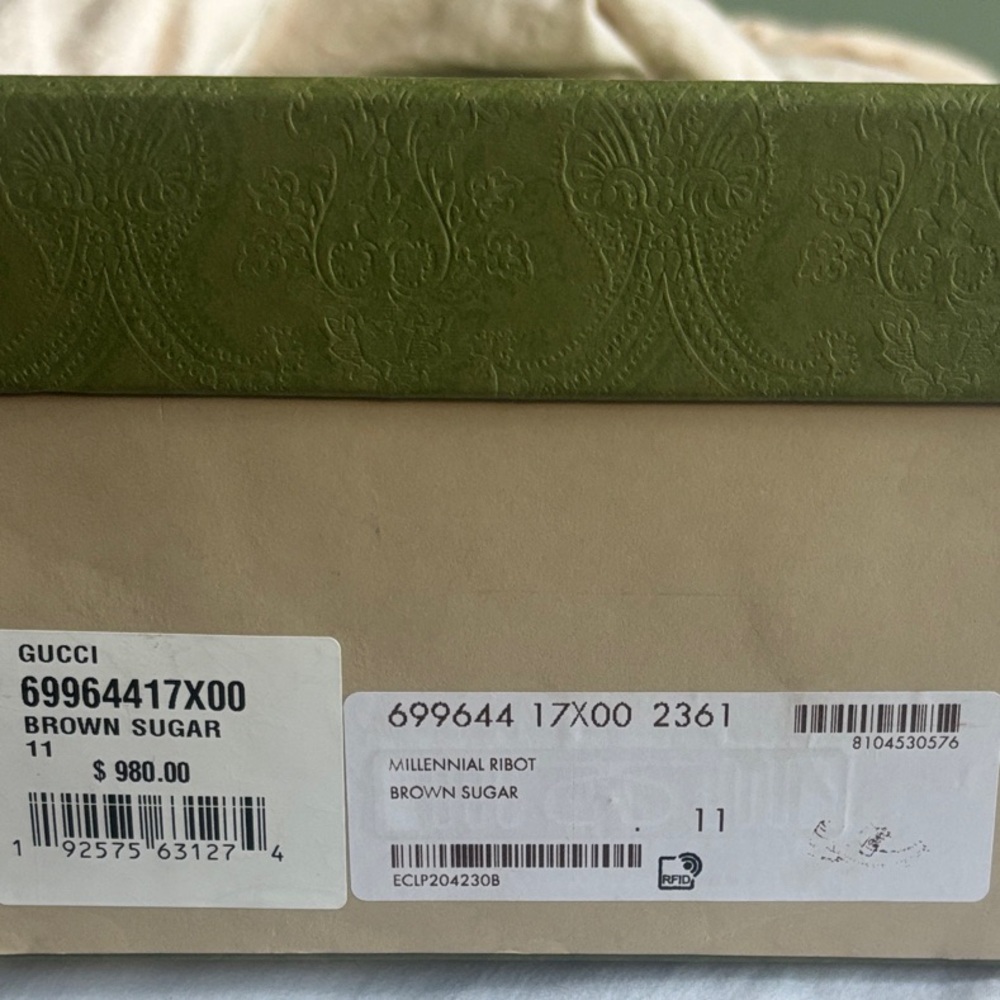 GUCCI
69964417X00
BROWN SUGAR
11
$ 980.00
1 92575 63127 4
699644 17X00 2361
8104530576
MILLENNIAL RIBOT
BROWN SUGAR
. 11
ECLP204230B
RFID